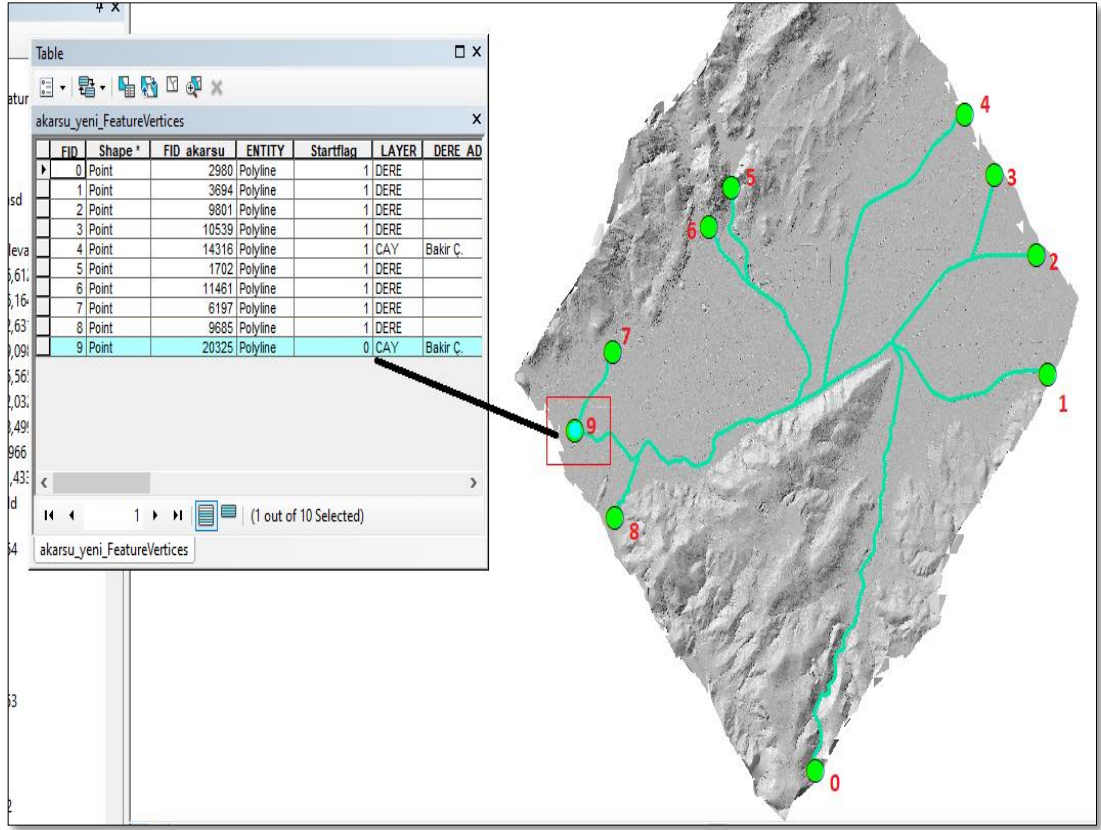 Table
akarsu_yeni_FeatureVertices
FID Shape * FID akarsu ENTITY Startflag LAYER DERE AD
0 Point 2980 Polyline 1 DERE
1 Point 3694 Polyline 1 DERE
2 Point 9801 Polyline 1 DERE
3 Point 10539 Polyline 1 DERE
4 Point 14316 Polyline 1 CAY Bakir Ç.
5 Point 1702 Polyline 1 DERE
6 Point 11461 Polyline 1 DERE
7 Point 6197 Polyline 1 DERE
8 Point 9685 Polyline 1 DERE
9 Point 20325 Polyline 0 CAY Bakir Ç.
1 (1 out of 10 Selected)
akarsu_yeni_FeatureVertices
4
3
5
6
2
7
1
9
8
0